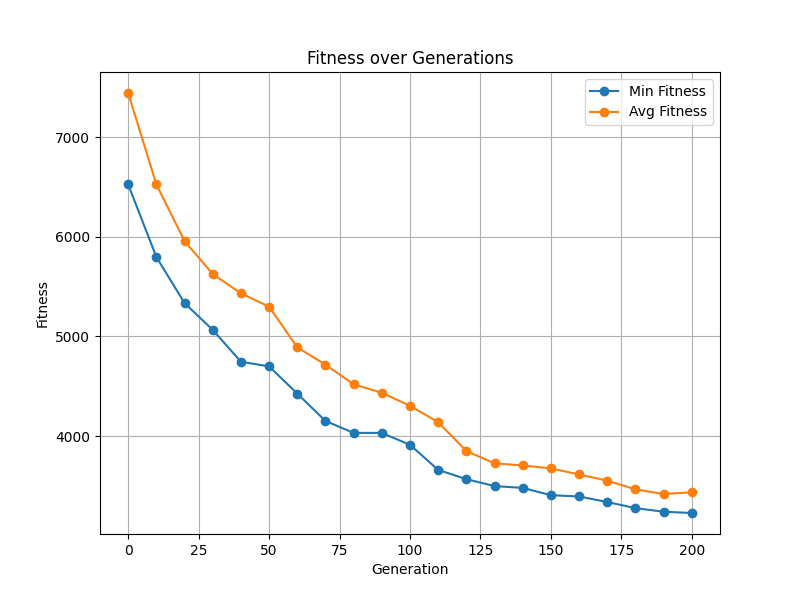 Fitness over Generations
Min Fitness
Avg Fitness
7000
6000
5000
4000
Fitness
0 25 50 75 100 125 150 175 200
Generation